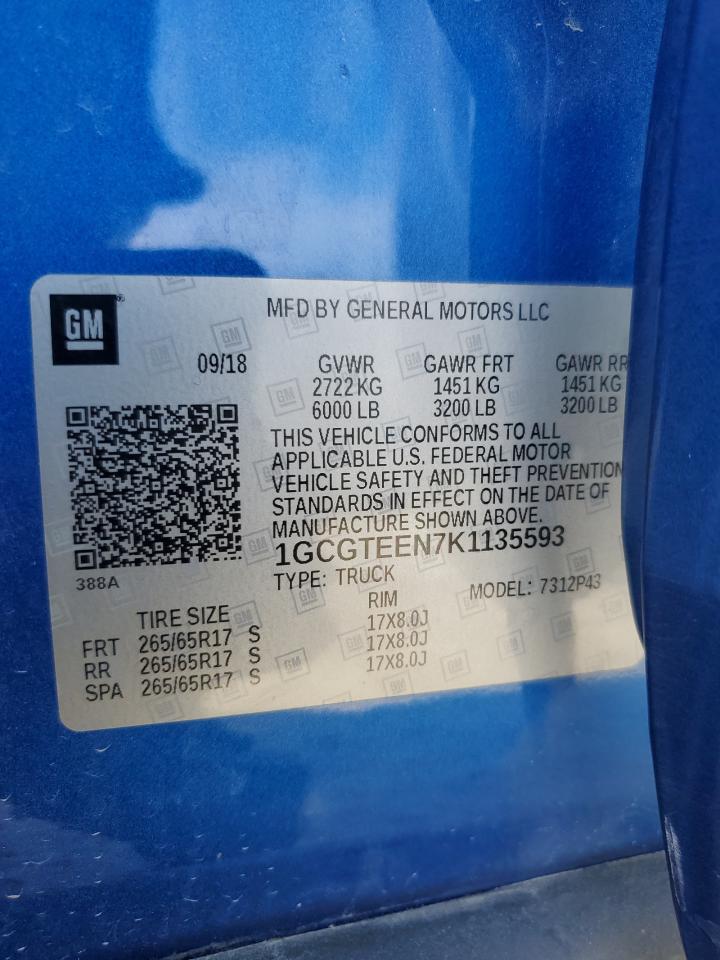 GM
MFD BY GENERAL MOTORS LLC
09/18 GVWR GAWR FRT GAWR RR
2722 KG 1451 KG 1451 KG
6000 LB 3200 LB 3200 LB
THIS VEHICLE CONFORMS TO ALL
APPLICABLE U.S. FEDERAL MOTOR
VEHICLE SAFETY AND THEFT PREVENTION
STANDARDS IN EFFECT ON THE DATE OF
MANUFACTURE SHOWN ABOVE.
1GCGTEEN7K1135593
388A TYPE: TRUCK MODEL: 7312P43
TIRE SIZE RIM
FRT 265/65R17 S 17X8.0J
RR 265/65R17 S 17X8.0J
SPA 265/65R17 S 17X8.0J